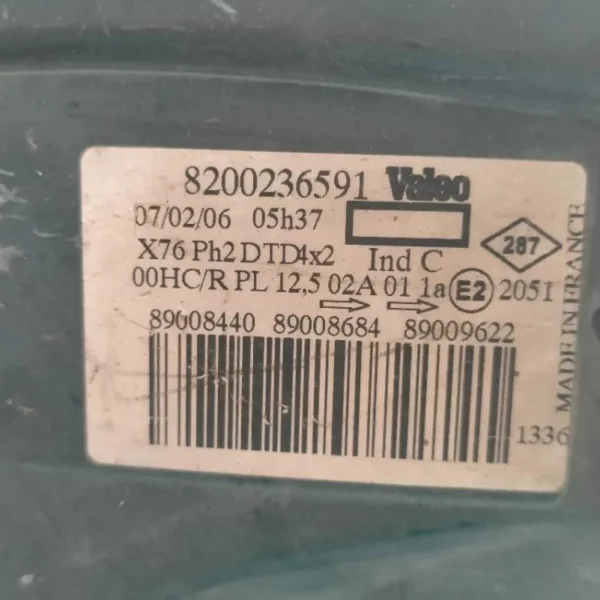 8200236591 Valeo
07/02/06 05h37
287
X76 Ph2 DTD4x2 Ind C
00HC/R PL 12,5 02A 01 1a E2 2051
89008440 89008684 89009622
1336
MADE IN FRANCE